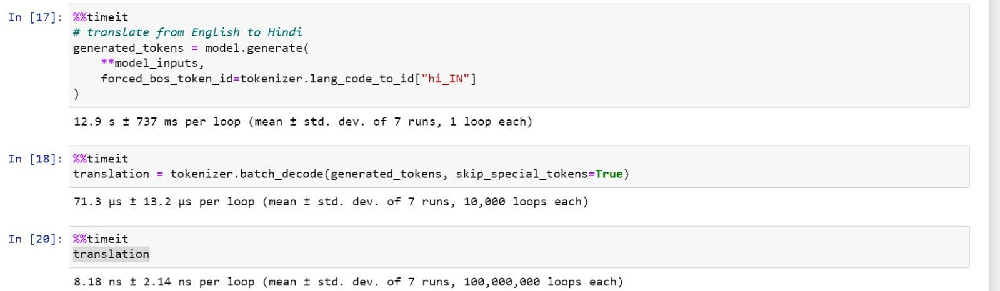 In [17]: %%timeit
# translate from English to Hindi
generated_tokens = model.generate(
    **model_inputs,
    forced_bos_token_id=tokenizer.lang_code_to_id["hi_IN"]
)
12.9 s ± 737 ms per loop (mean ± std. dev. of 7 runs, 1 loop each)
In [18]: %%timeit
translation = tokenizer.batch_decode(generated_tokens, skip_special_tokens=True)
71.3 µs ± 13.2 µs per loop (mean ± std. dev. of 7 runs, 10,000 loops each)
In [20]: %%timeit
translation
8.18 ns ± 2.14 ns per loop (mean ± std. dev. of 7 runs, 100,000,000 loops each)